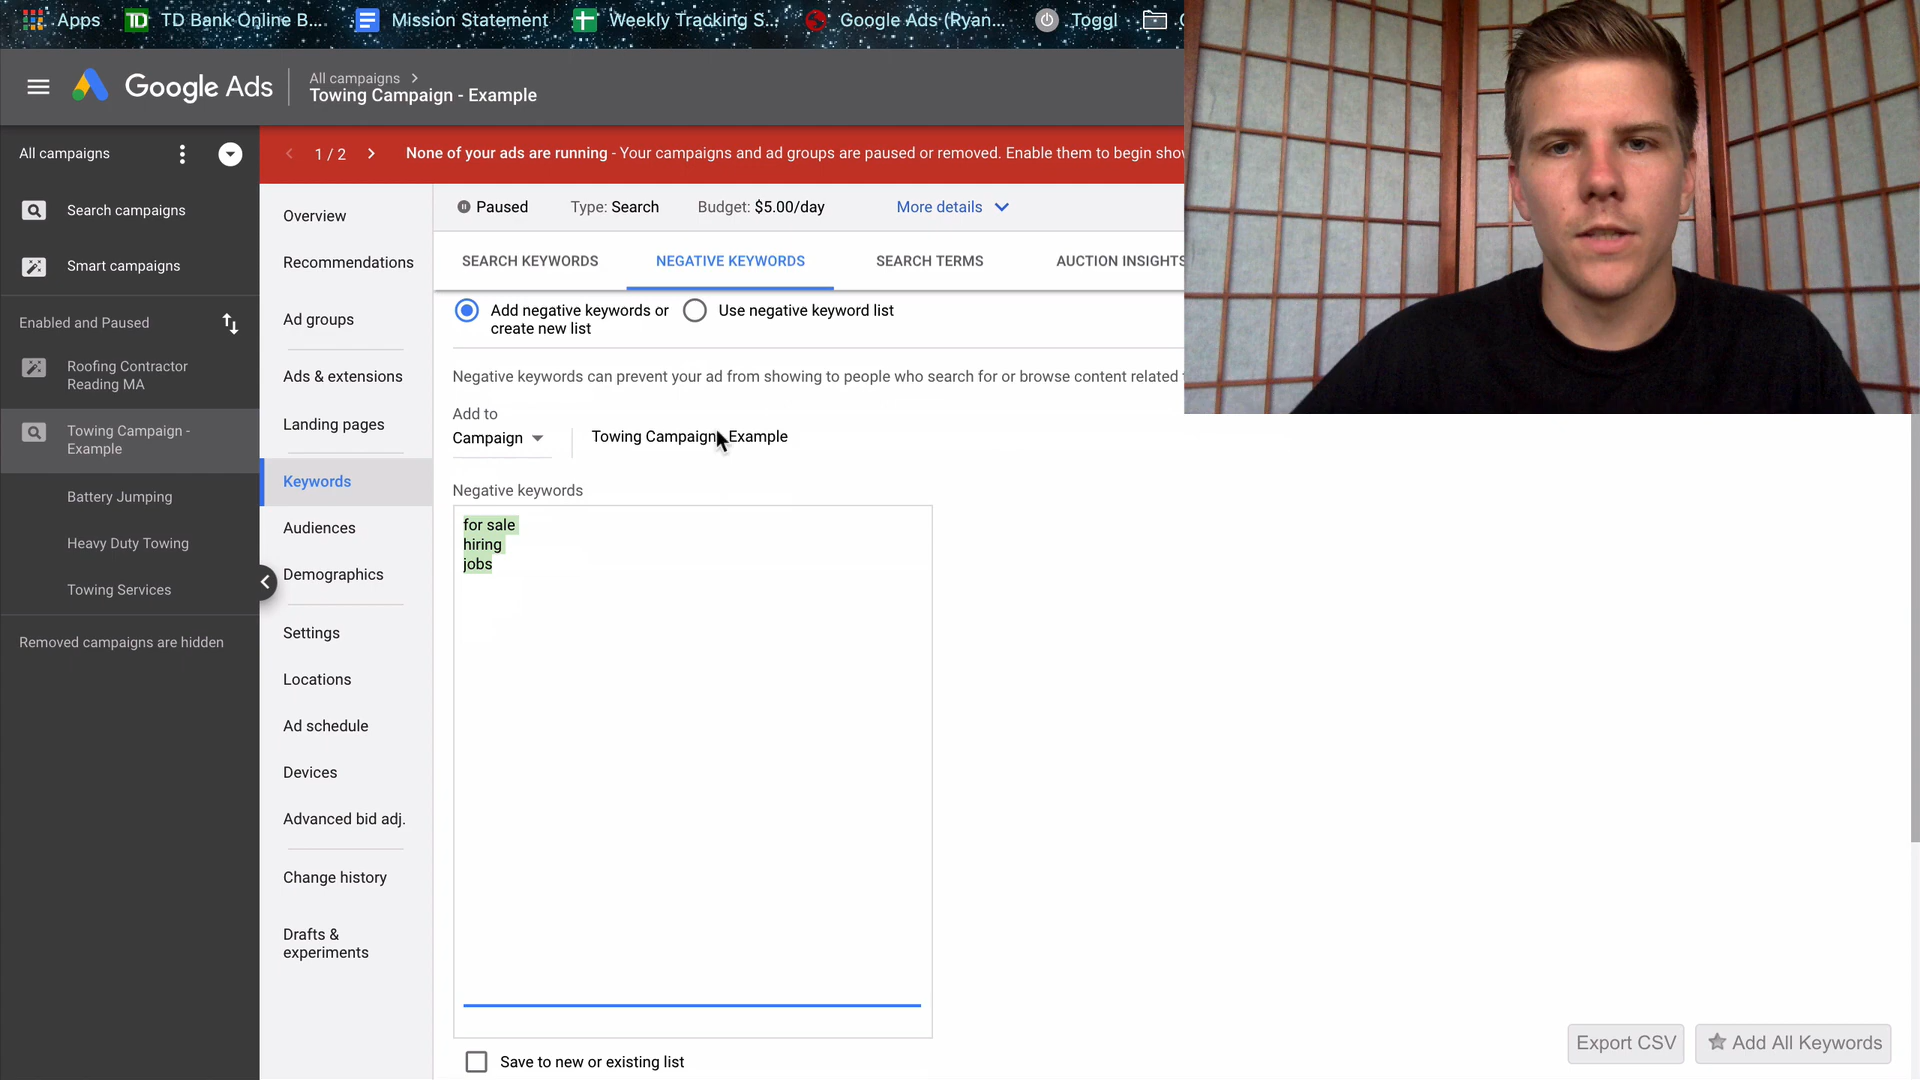 Apps
TD Bank Online B...
Mission Statement
Weekly Tracking S...
Google Ads (Ryan...
Toggl
Google Ads
All campaigns >
Towing Campaign - Example
All campaigns
1 / 2
None of your ads are running - Your campaigns and ad groups are paused or removed. Enable them to begin
Search campaigns
Smart campaigns
Enabled and Paused
Roofing Contractor
Reading MA
Towing Campaign -
Example
Battery Jumping
Heavy Duty Towing
Towing Services
Removed campaigns are hidden
Overview
Recommendations
Ad groups
Ads & extensions
Landing pages
Keywords
Audiences
Demographics
Settings
Locations
Ad schedule
Devices
Advanced bid adj.
Change history
Drafts &
experiments
Paused
Type: Search
Budget: $5.00/day
More details
SEARCH KEYWORDS
NEGATIVE KEYWORDS
SEARCH TERMS
AUCTION INSIGHTS
Add negative keywords or
create new list
Use negative keyword list
Negative keywords can prevent your ad from showing to people who search for or browse content related
Add to
Campaign
Towing Campaign Example
Negative keywords
for sale
hiring
jobs
Save to new or existing list
Export CSV
Add All Keywords